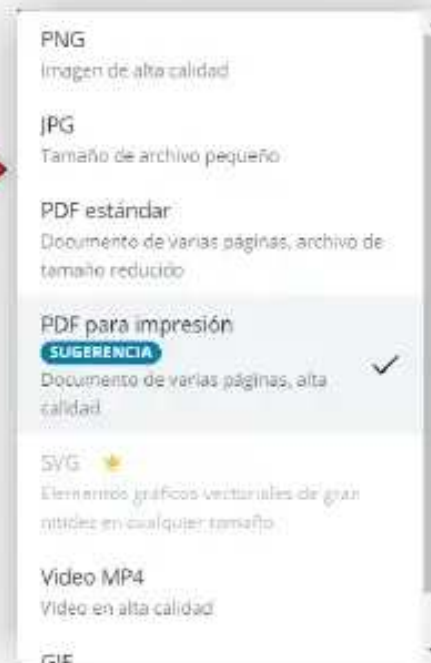 PNG
Imagen de alta calidad
JPG
Tamaño de archivo pequeño
PDF estándar
Documento de varias páginas, archivo de
tamaño reducido
PDF para impresión
SUGERENCIA
Documento de varias páginas, alta
calidad
SVG
Elementos gráficos vectoriales de gran
nitidez en cualquier tamaño
Video MP4
Video en alta calidad
GIF